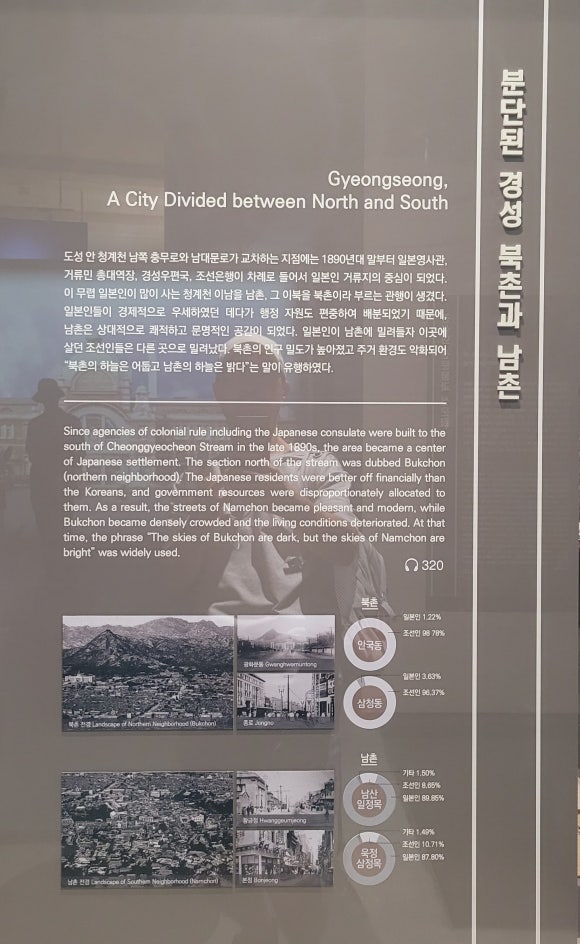 분단된 경성 북촌과 남촌
Gyeongseong,
A City Divided between North and South
도성 안 청계천 남쪽 충무로와 남대문로가 교차하는 지점에는 1890년대 말부터 일본영사관,
거류민 총대역장, 경성우편국, 조선은행이 차례로 들어서 일본인 거류지의 중심이 되었다.
이 무렵 일본인이 많이 사는 청계천 이남을 남촌, 그 이북을 북촌이라 부르는 관행이 생겼다.
일본인들이 경제적으로 우세하였던 데다가 행정 자원도 편중하여 배분되었기 때문에,
남촌은 상대적으로 쾌적하고 문명적인 공간이 되었다. 일본인이 남촌에 밀려들자 이곳에
살던 조선인들은 다른 곳으로 밀려났다. 북촌의 인구 밀도가 높아졌고 주거 환경도 악화되어
“북촌의 하늘은 어둡고 남촌의 하늘은 밝다”는 말이 유행하였다.
Since agencies of colonial rule including the Japanese consulate were built to the
south of Cheonggyecheon Stream in the late 1890s, the area became a center
of Japanese settlement. The section north of the stream was dubbed Bukchon
(northern neighborhood). The Japanese residents were better off financially than
the Koreans, and government resources were disproportionately allocated to
them. As a result, the streets of Namchon became pleasant and modern, while
Bukchon became densely crowded and the living conditions deteriorated. At that
time, the phrase “The skies of Bukchon are dark, but the skies of Namchon are
bright” was widely used.
320
북촌
북촌 전경 Landscape of Northern Neighborhood (Bukchon)
광화문통 Gwanghwamuntong
종로 Jongno
안국동
일본인 1.22%
조선인 98.78%
삼청동
일본인 3.63%
조선인 96.37%
남촌
남촌 전경 Landscape of Southern Neighborhood (Namchon)
황금정 Hwanggeumjeong
본정 Bonjeong
남산
일정목
기타 1.50%
조선인 8.65%
일본인 89.85%
욱정
삼정목
기타 1.49%
조선인 10.71%
일본인 87.80%